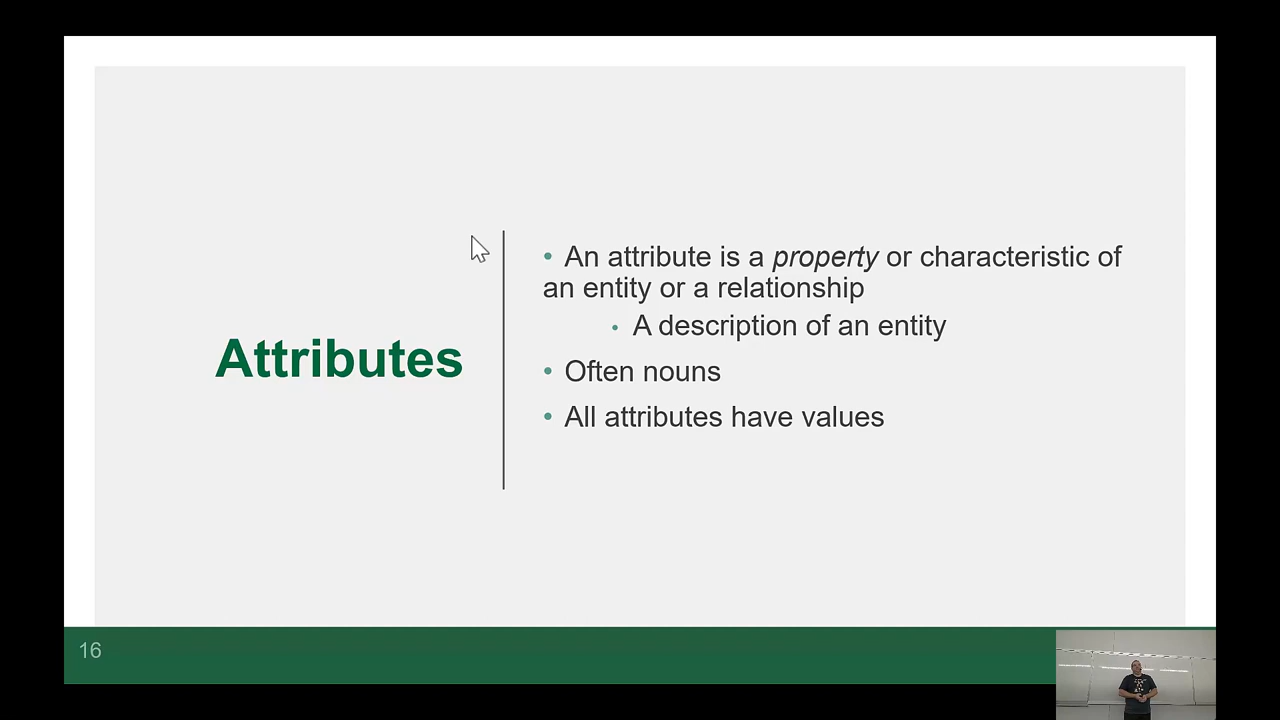 Attributes
• An attribute is a property or characteristic of
an entity or a relationship
• A description of an entity
• Often nouns
• All attributes have values
16